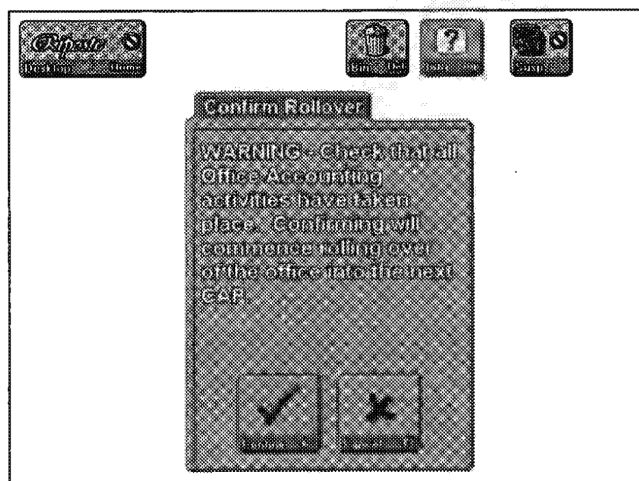 Riposte
Desktop Home
?
Confirm Rollover
WARNING - Check that all
Office Accounting
activities have taken
place. Confirming will
commence rolling over
of the office into the next
CAP.